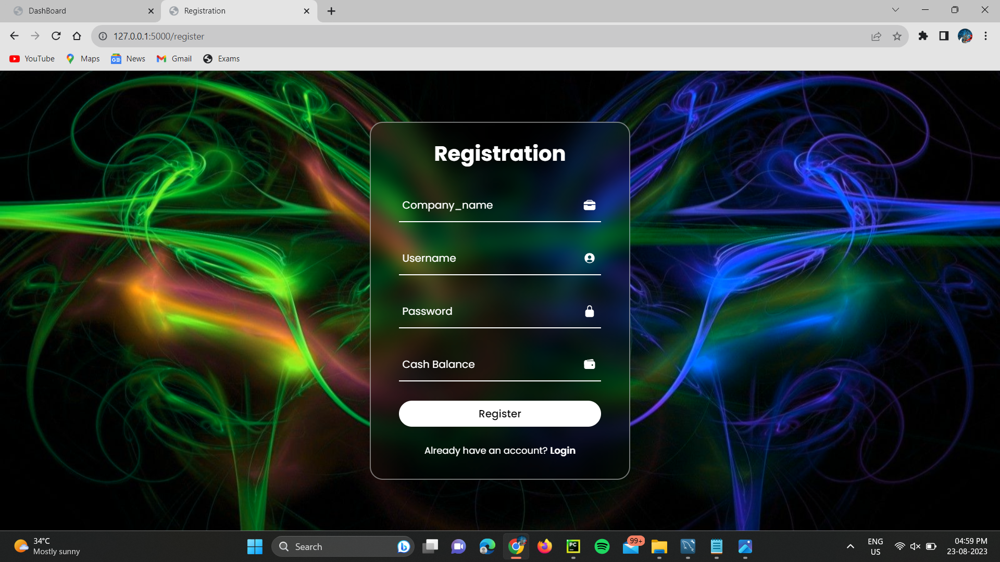 DashBoard
Registration
127.0.0.1:5000/register
YouTube
Maps
News
Gmail
Exams
Registration
Company_name
Username
Password
Cash Balance
Register
Already have an account? Login
34°C
Mostly sunny
Search
PC
99+
ENG
US
04:59 PM
23-08-2023